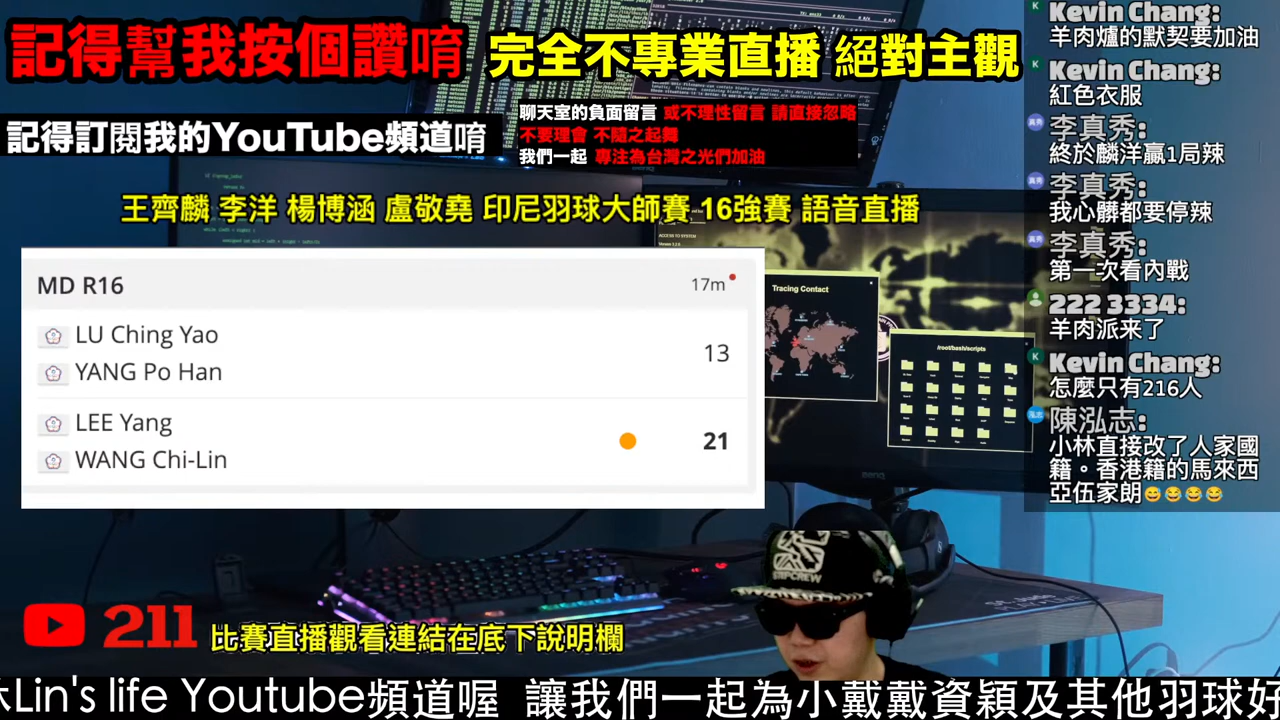 記得幫我按個讚唷
完全不專業直播 絕對主觀
記得訂閱我的YouTube頻道唷
聊天室的負面留言 或不理性留言 請直接忽略
不要理會 不隨之起舞
我們一起 專注為台灣之光們加油
王齊麟 李洋 楊博涵 盧敬堯 印尼羽球大師賽 16強賽 語音直播
MD R16
17m
LU Ching Yao
YANG Po Han
13
LEE Yang
WANG Chi-Lin
21
Tracing Contact
/root/bash/scripts
Kevin Chang:
羊肉爐的默契要加油
Kevin Chang:
紅色衣服
李真秀:
終於麟洋贏1局辣
李真秀:
我心臟都要停辣
李真秀:
第一次看內戰
222 3334:
羊肉派来了
Kevin Chang:
怎麼只有216人
陳泓志:
小林直接改了人家國
籍。香港籍的馬來西
亞伍家朗😅😂😂😂
BenQ
STEPCREW
211
比賽直播觀看連結在底下說明欄
Lin's life Youtube頻道喔 讓我們一起為小戴戴資穎及其他羽球好